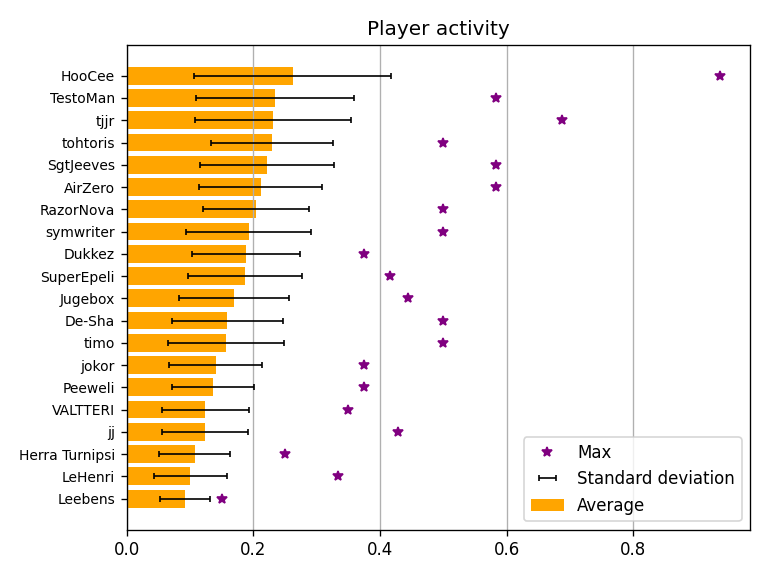 Player activity
HooCee
TestoMan
tjjr
tohtoris
SgtJeeves
AirZero
RazorNova
symwriter
Dukkez
SuperEpeli
Jugebox
De-Sha
timo
jokor
Peeweli
VALTTERI
jj
Herra Turnipsi
LeHenri
Leebens
Max
Standard deviation
Average
0.0 0.2 0.4 0.6 0.8